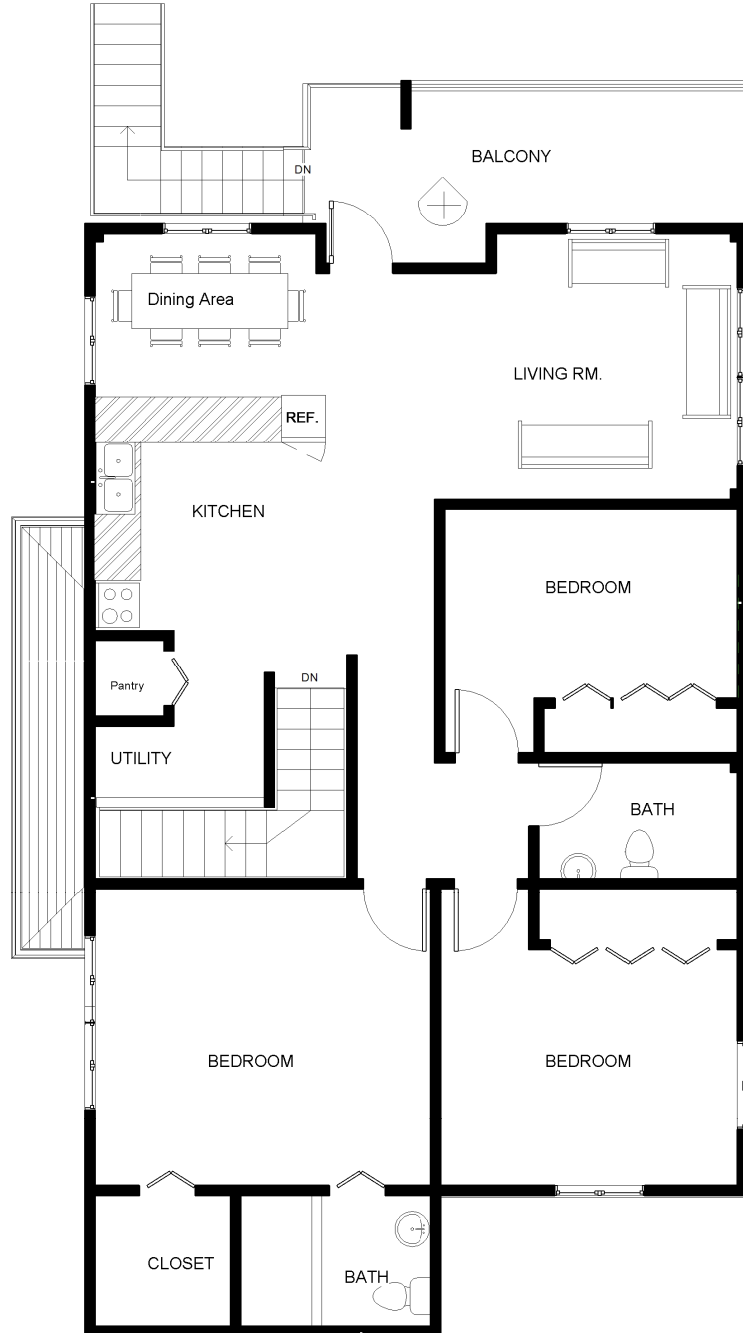 BALCONY
DN
Dining Area
LIVING RM.
REF.
KITCHEN
BEDROOM
DN
Pantry
UTILITY
BATH
BEDROOM
BEDROOM
CLOSET
BATH